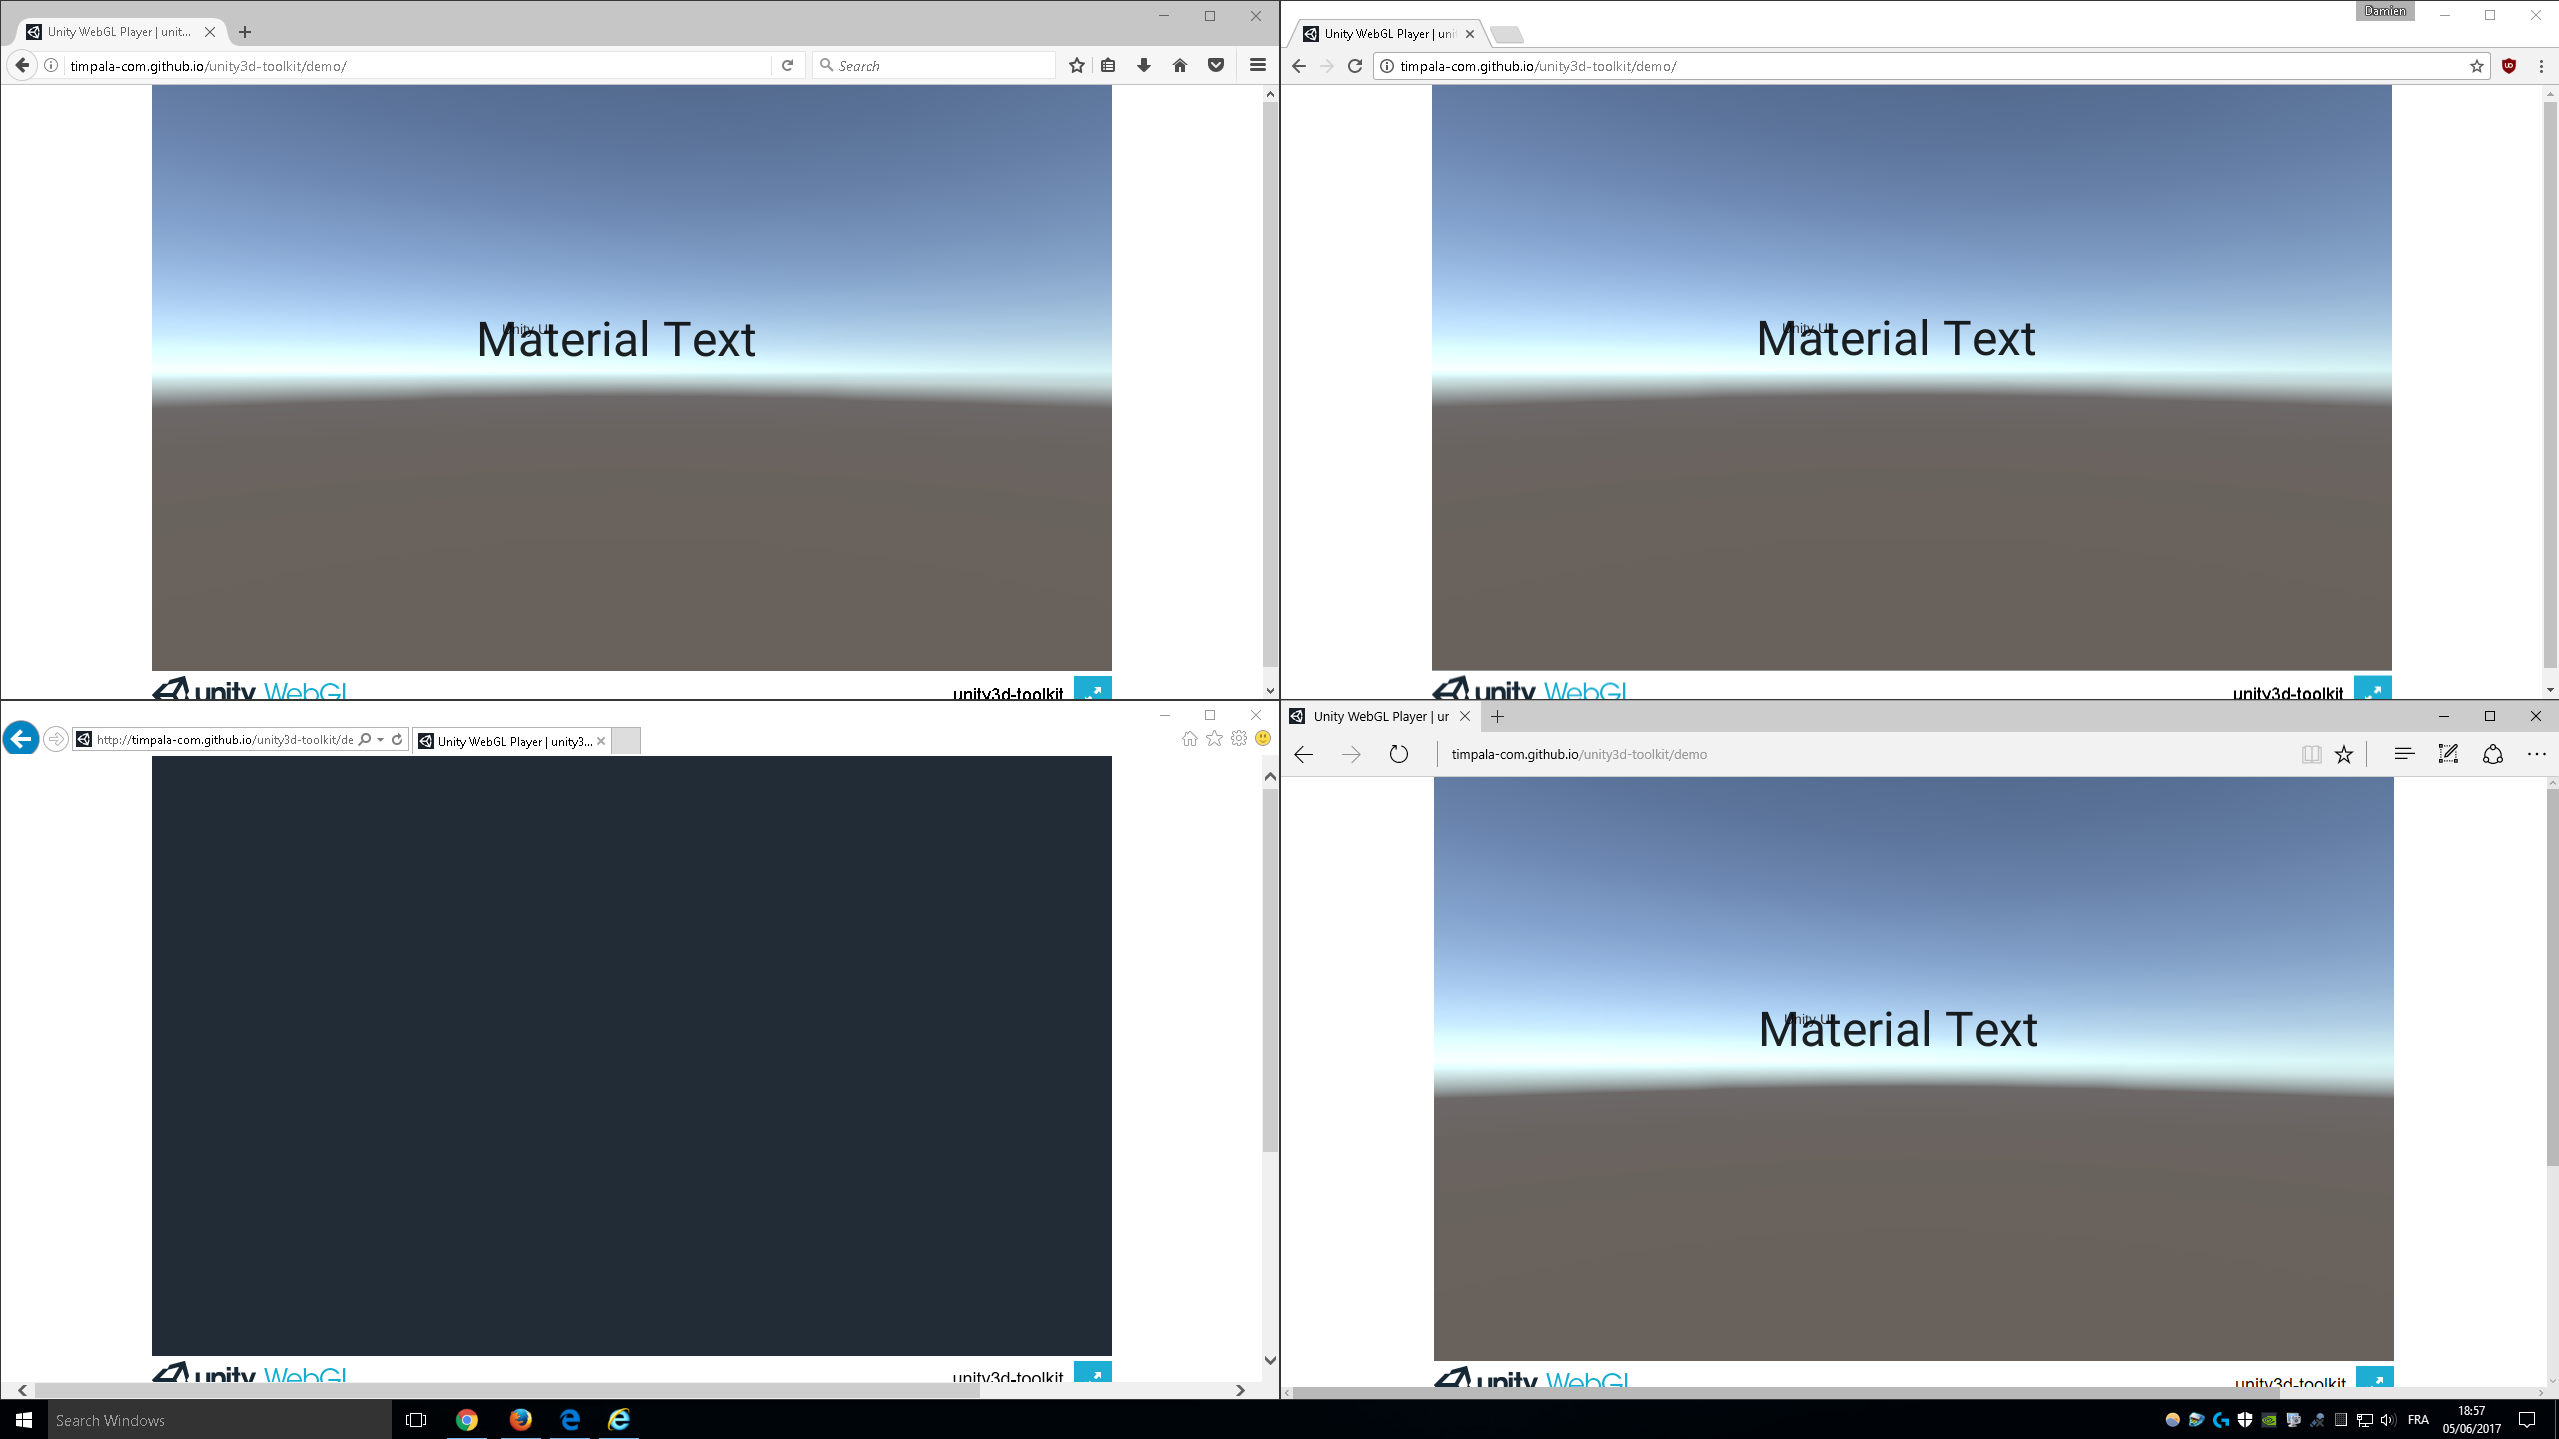 Unity WebGL Player | unit...
timpala-com.github.io/unity3d-toolkit/demo/
Search
Unity U
Material Text
unity WebGL
unity3d-toolkit
Damien
Unity WebGL Player | uni
timpala-com.github.io/unity3d-toolkit/demo/
Unity U
Material Text
unity WebGL
unity3d-toolkit
http://timpala-com.github.io/unity3d-toolkit/de
Unity WebGL Player | unity3...
unity WebGL
unity3d-toolkit
Unity WebGL Player | ur
timpala-com.github.io/unity3d-toolkit/demo
Unity U
Material Text
unity WebGL
unity3d-toolkit
Search Windows
FRA
18:57
05/06/2017